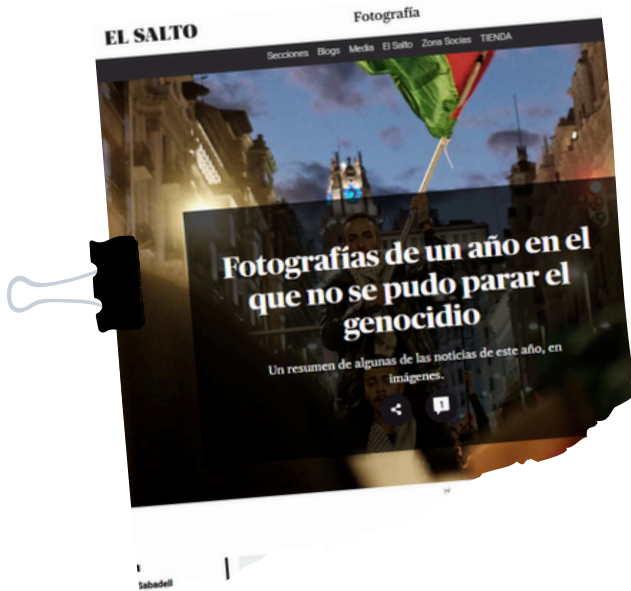 EL SALTO
Fotografía
Secciones Blogs Media El Salto Zona Socias TIENDA
Fotografías de un año en el
que no se pudo parar el
genocidio
Un resumen de algunas de las noticias de este año, en
imágenes.
1
Sabadell